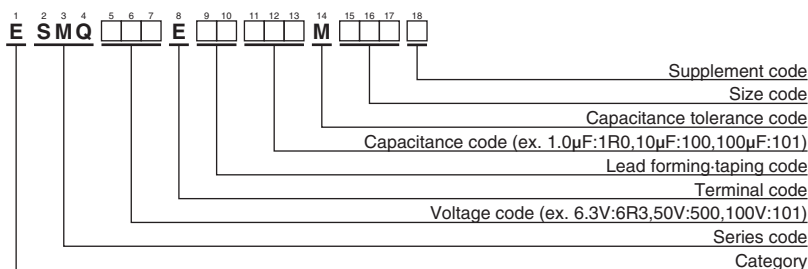 1 2 3 4 5 6 7 8 9 10 11 12 13 14 15 16 17 18
E SMQ □□□ E □□ □□□ M □□□ □
Supplement code
Size code
Capacitance tolerance code
Capacitance code (ex. 1.0μF:1R0,10μF:100,100μF:101)
Lead forming·taping code
Terminal code
Voltage code (ex. 6.3V:6R3,50V:500,100V:101)
Series code
Category